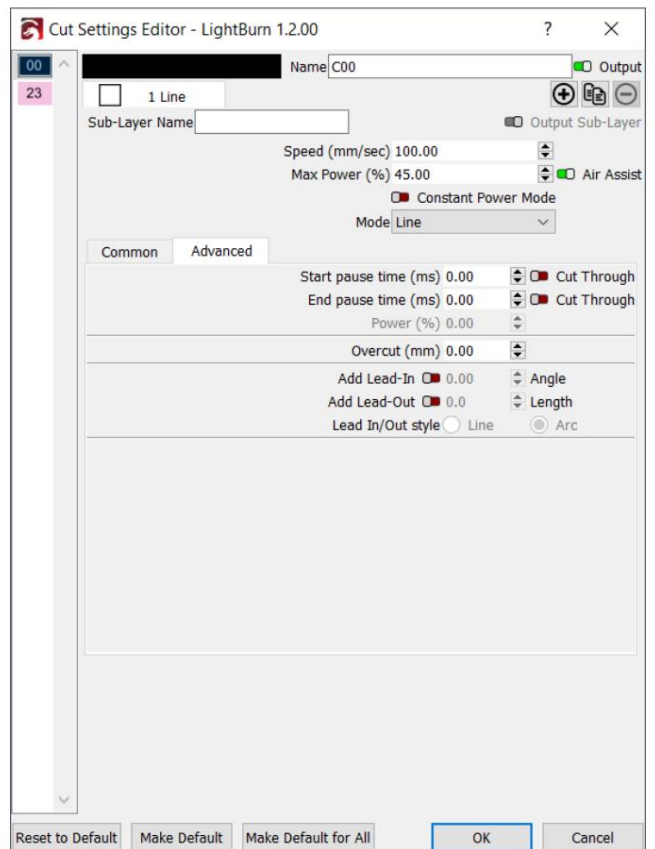 Cut Settings Editor - LightBurn 1.2.00 ? ×
00 Name C00 Output
23 1 Line
Sub-Layer Name Output Sub-Layer
Speed (mm/sec) 100.00
Max Power (%) 45.00 Air Assist
Constant Power Mode
Mode Line
Common Advanced
Start pause time (ms) 0.00 Cut Through
End pause time (ms) 0.00 Cut Through
Power (%) 0.00
Overcut (mm) 0.00
Add Lead-In 0.00 Angle
Add Lead-Out 0.0 Length
Lead In/Out style Line Arc
Reset to Default Make Default Make Default for All OK Cancel